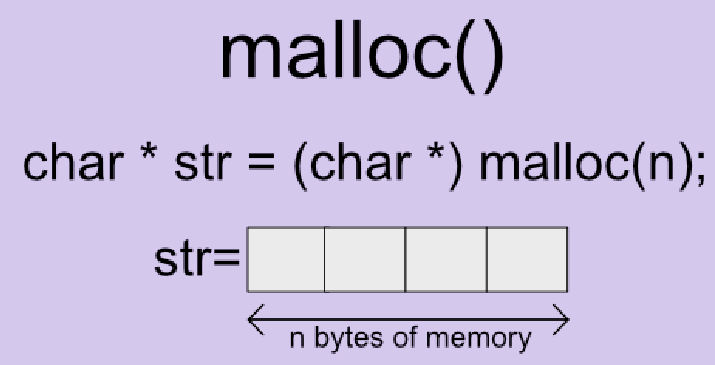 malloc()
char * str = (char *) malloc(n);
str=
n bytes of memory